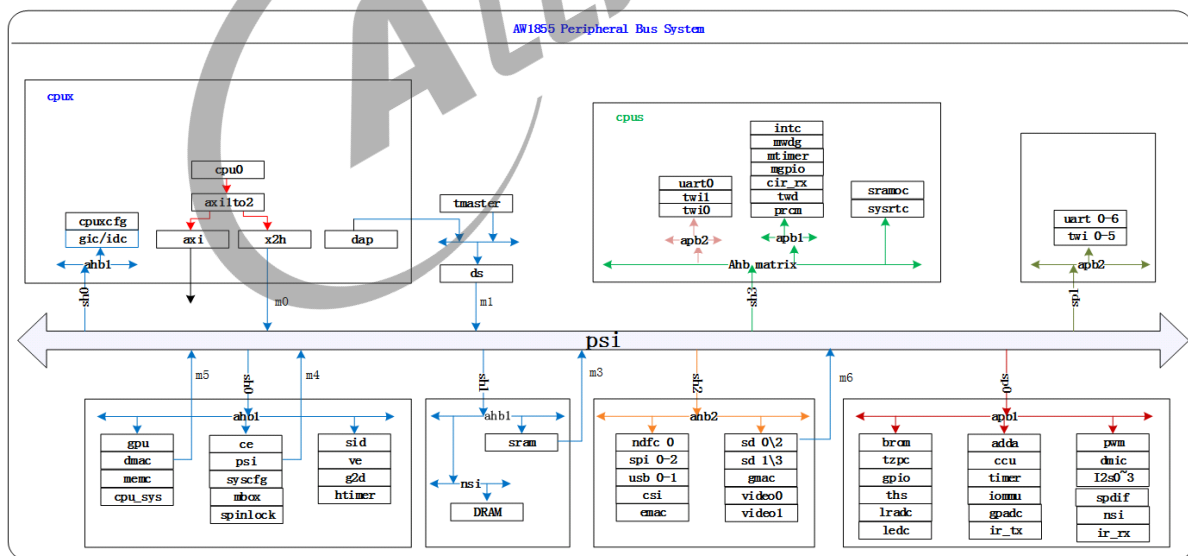 AW1855 Peripheral Bus System
cpux
cpu0
axi1to2
cpuxcfg
gic/idc
axi
x2h
ahb1
sh0
m0
tmaster
dap
ds
m1
cpus
uart0
twi1
twi0
apb2
intc
mwdg
mtimer
mgpio
cir_rx
twd
prcm
apb1
sramoc
sysrtc
Ahb matrix
sh3
uart 0-6
twi 0-5
apb2
sp1
psi
m5
sh0
m4
sh1
m3
sh2
m6
sp0
ahb1
gpu
dmac
memc
cpu_sys
ce
psi
syscfg
mbox
spinlock
sid
ve
g2d
htimer
ahb1
sram
nsi
DRAM
ahb2
ndfc 0
spi 0-2
usb 0-1
csi
emac
sd 0\2
sd 1\3
gmac
video0
video1
apb1
brom
tzpc
gpio
ths
lradc
ledc
adda
ccu
timer
iommu
gpadc
ir_tx
pwm
dmic
I2s0~3
spdif
nsi
ir_rx